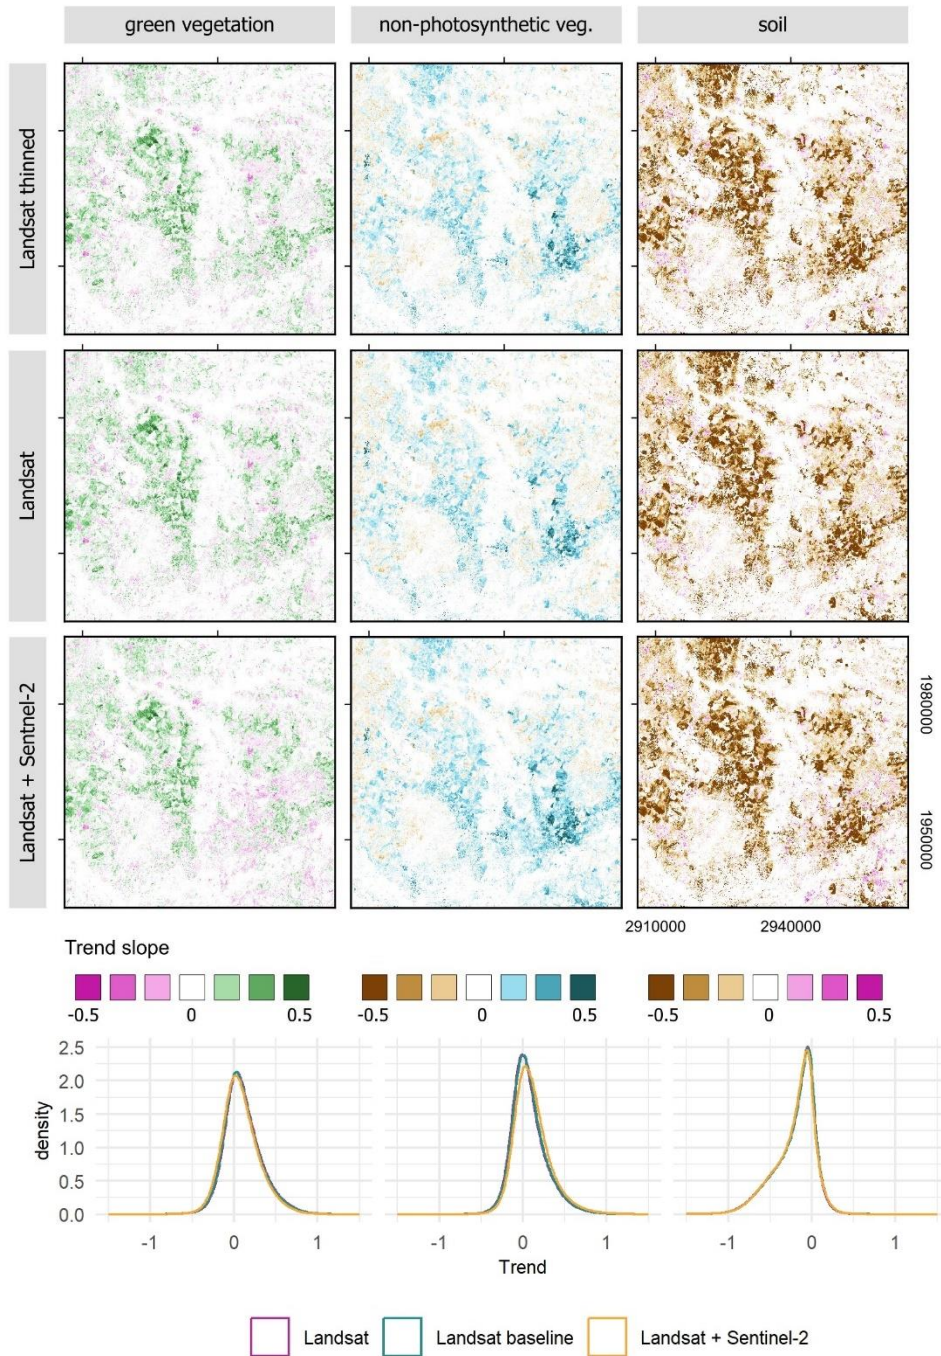 green vegetation non-photosynthetic veg. soil
Landsat thinned
Landsat
Landsat + Sentinel-2
1980000
1950000
2910000 2940000
Trend slope
-0.5 0 0.5 -0.5 0 0.5 -0.5 0 0.5
2.5
2.0
1.5
1.0
0.5
0.0
density
-1 0 1 -1 0 1 -1 0 1
Trend
Landsat Landsat baseline Landsat + Sentinel-2